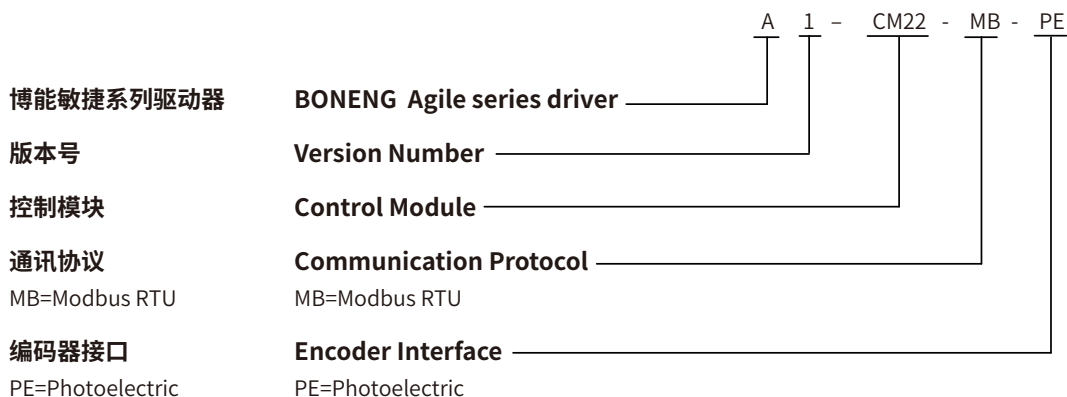 A 1 – CM22 - MB - PE
博能敏捷系列驱动器 BONENG Agile series driver
版本号 Version Number
控制模块 Control Module
通讯协议 Communication Protocol
MB=Modbus RTU MB=Modbus RTU
编码器接口 Encoder Interface
PE=Photoelectric PE=Photoelectric